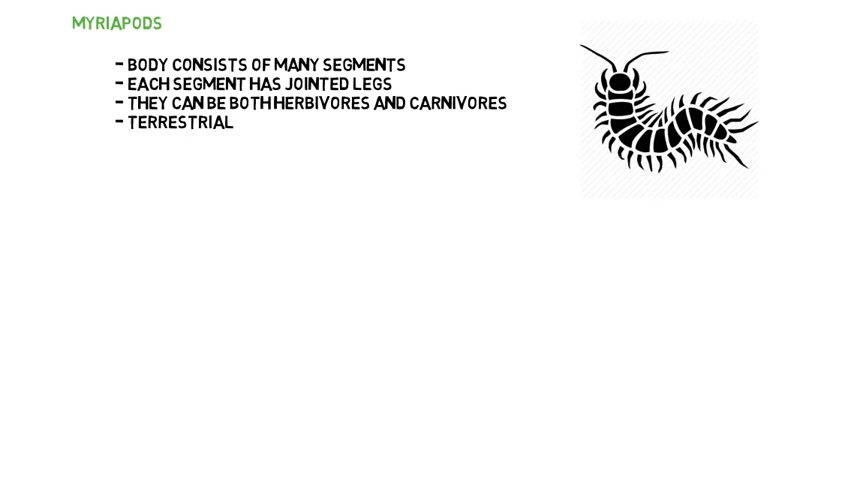 MYRIAPODS
- BODY CONSISTS OF MANY SEGMENTS
- EACH SEGMENT HAS JOINTED LEGS
- THEY CAN BE BOTH HERBIVORES AND CARNIVORES
- TERRESTRIAL